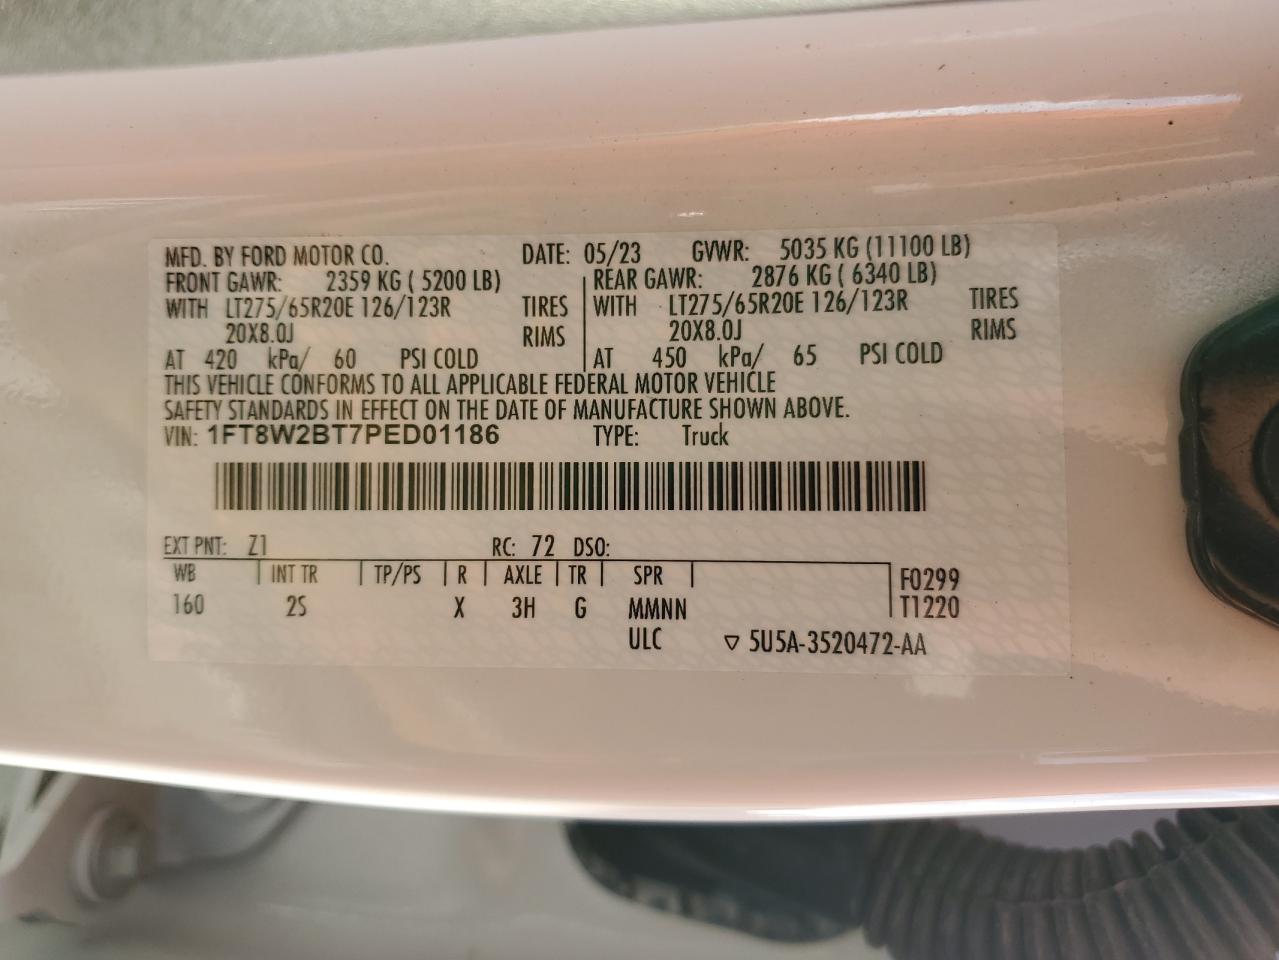 MFD. BY FORD MOTOR CO. DATE: 05/23 GVWR: 5035 KG (11100 LB)
FRONT GAWR: 2359 KG ( 5200 LB) REAR GAWR: 2876 KG ( 6340 LB)
WITH LT275/65R20E 126/123R TIRES WITH LT275/65R20E 126/123R TIRES
20X8.0J RIMS 20X8.0J RIMS
AT 420 kPa/ 60 PSI COLD AT 450 kPa/ 65 PSI COLD
THIS VEHICLE CONFORMS TO ALL APPLICABLE FEDERAL MOTOR VEHICLE
SAFETY STANDARDS IN EFFECT ON THE DATE OF MANUFACTURE SHOWN ABOVE.
VIN: 1FT8W2BT7PED01186 TYPE: Truck
EXT PNT: Z1 RC: 72 DSO:
WB INT TR TP/PS R AXLE TR SPR F0299
160 2S X 3H G MMNN T1220
ULC ▽ 5U5A-3520472-AA